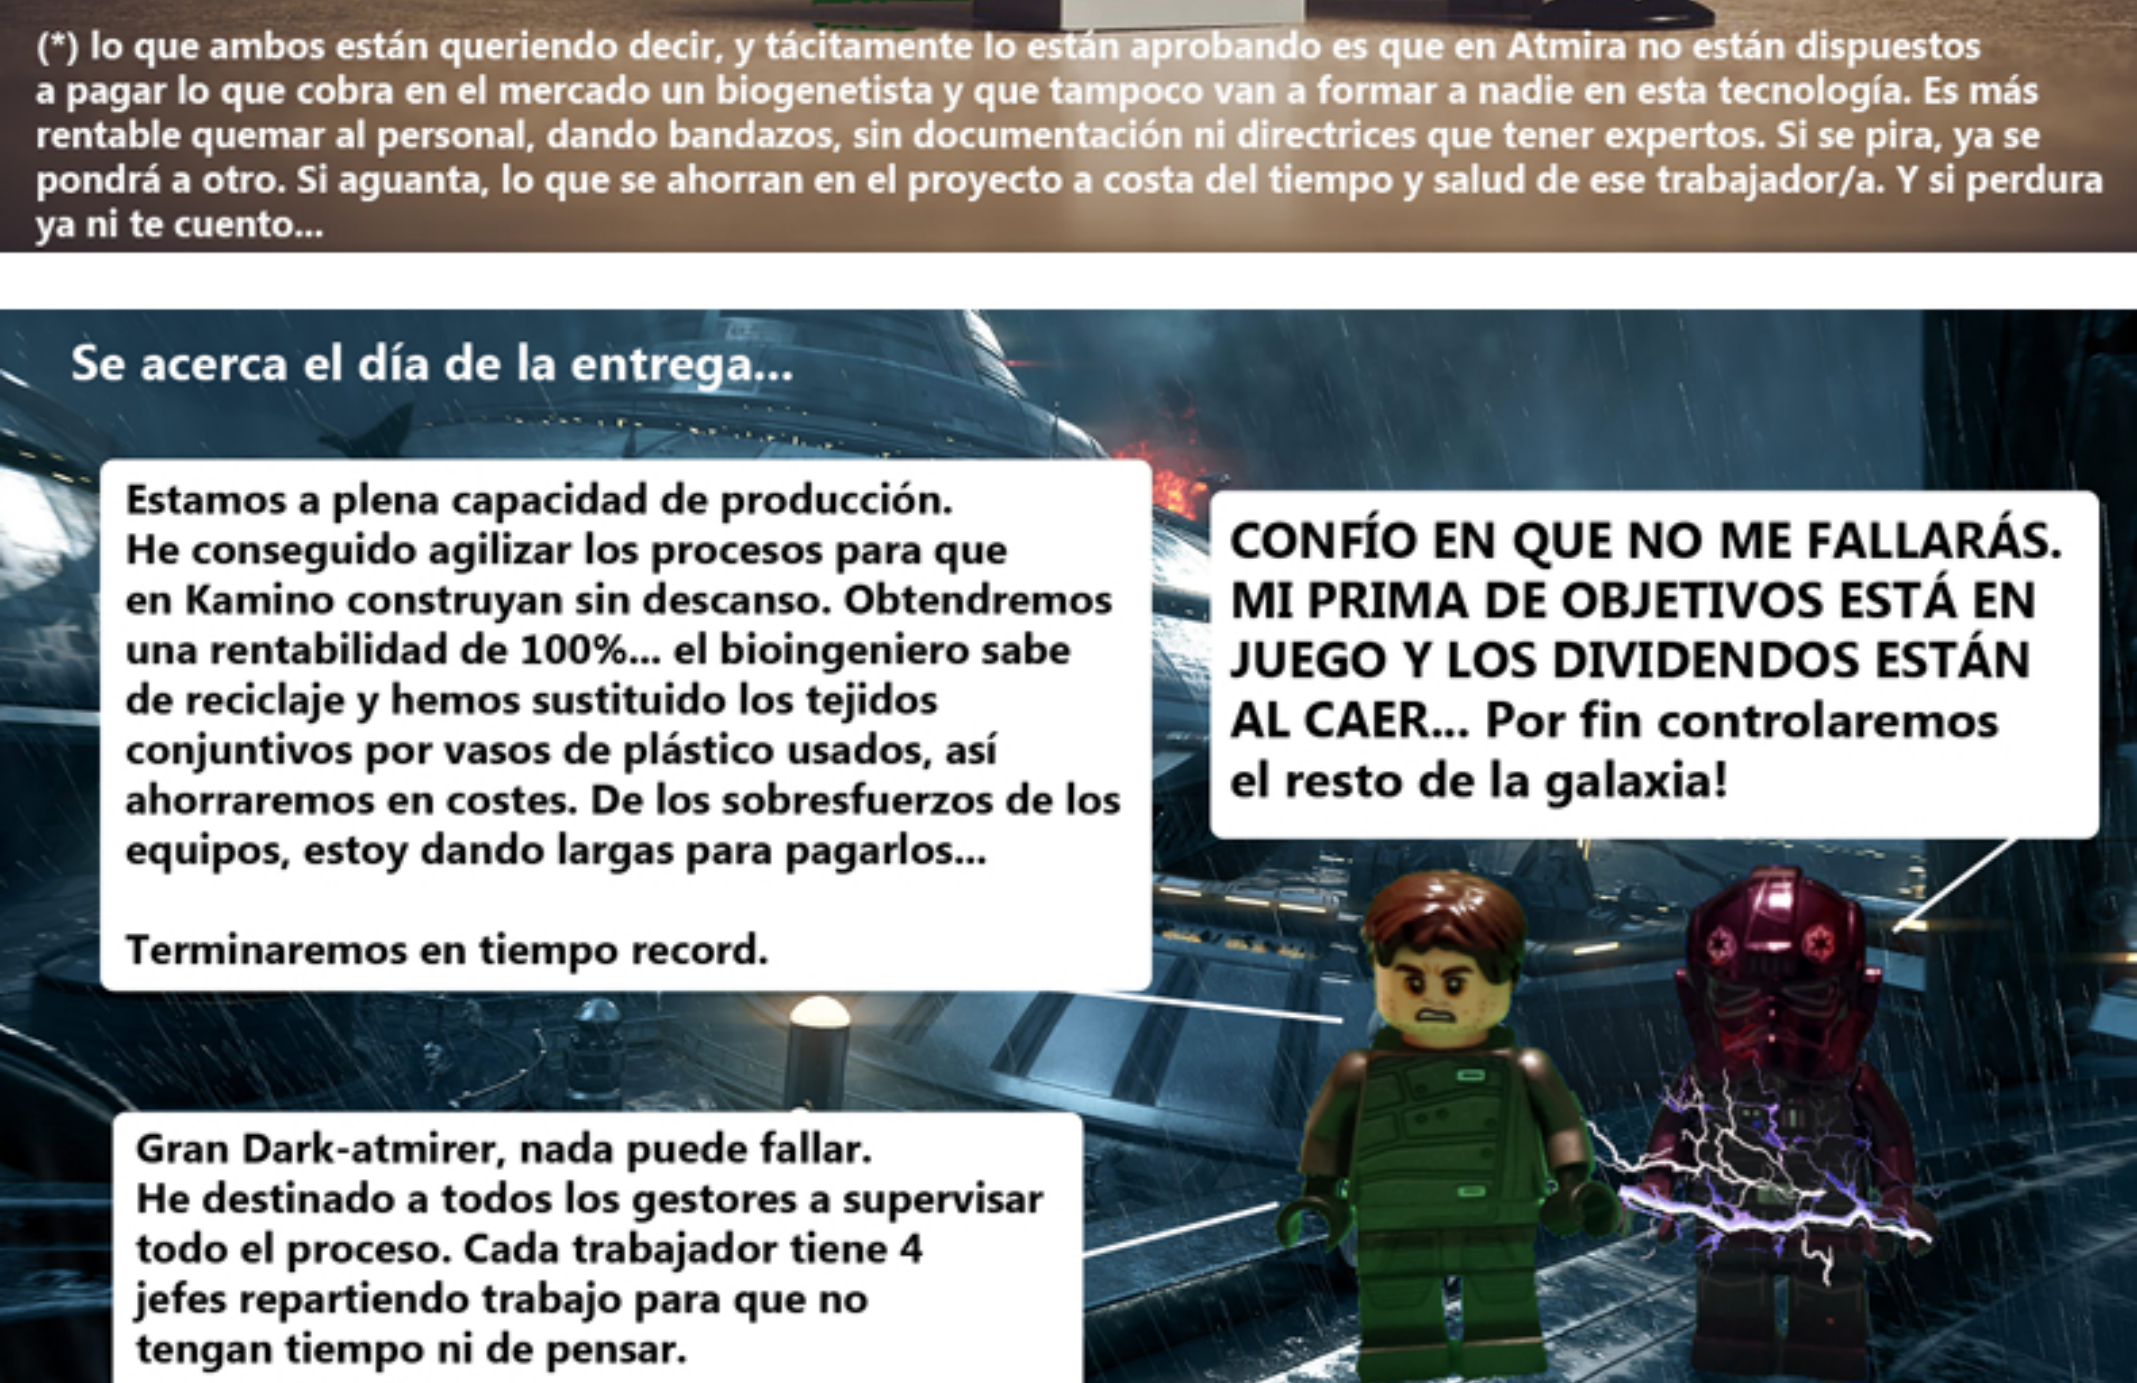 (*) lo que ambos están queriendo decir, y tácitamente lo están aprobando es que en Atmira no están dispuestos
a pagar lo que cobra en el mercado un biogenetista y que tampoco van a formar a nadie en esta tecnología. Es más
rentable quemar al personal, dando bandazos, sin documentación ni directrices que tener expertos. Si se pira, ya se
pondrá a otro. Si aguanta, lo que se ahorran en el proyecto a costa del tiempo y salud de ese trabajador/a. Y si perdura
ya ni te cuento...
Se acerca el día de la entrega...
Estamos a plena capacidad de producción.
He conseguido agilizar los procesos para que
en Kamino construyan sin descanso. Obtendremos
una rentabilidad de 100%... el bioingeniero sabe
de reciclaje y hemos sustituido los tejidos
conjuntivos por vasos de plástico usados, así
ahorraremos en costes. De los sobresfuerzos de los
equipos, estoy dando largas para pagarlos...
Terminaremos en tiempo record.
CONFÍO EN QUE NO ME FALLARÁS.
MI PRIMA DE OBJETIVOS ESTÁ EN
JUEGO Y LOS DIVIDENDOS ESTÁN
AL CAER... Por fin controlaremos
el resto de la galaxia!
Gran Dark-atmirer, nada puede fallar.
He destinado a todos los gestores a supervisar
todo el proceso. Cada trabajador tiene 4
jefes repartiendo trabajo para que no
tengan tiempo ni de pensar.